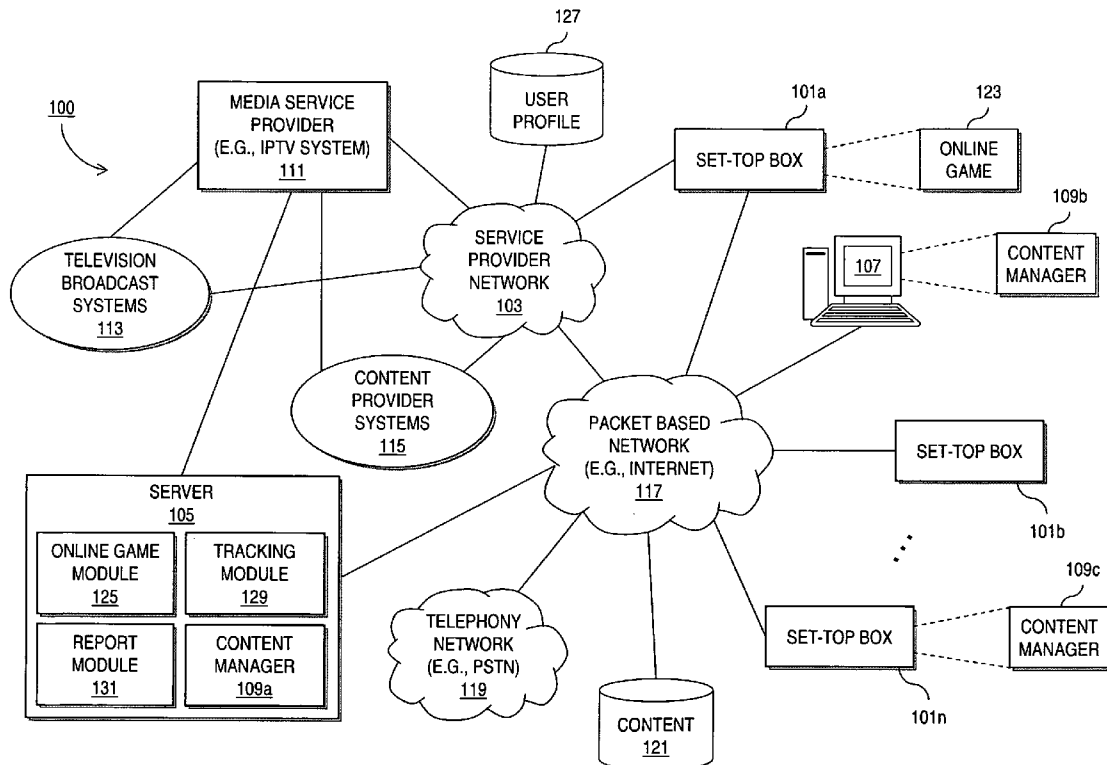 127
100
MEDIA SERVICE
PROVIDER
(E.G., IPTV SYSTEM)
111
USER
PROFILE
101a
SET-TOP BOX
123
ONLINE
GAME
109b
CONTENT
MANAGER
107
TELEVISION
BROADCAST
SYSTEMS
113
SERVICE
PROVIDER
NETWORK
103
CONTENT
PROVIDER
SYSTEMS
115
PACKET BASED
NETWORK
(E.G., INTERNET)
117
SET-TOP BOX
101b
SERVER
105
ONLINE GAME
MODULE
125
TRACKING
MODULE
129
REPORT
MODULE
131
CONTENT
MANAGER
109a
TELEPHONY
NETWORK
(E.G., PSTN)
119
CONTENT
121
SET-TOP BOX
101n
109c
CONTENT
MANAGER